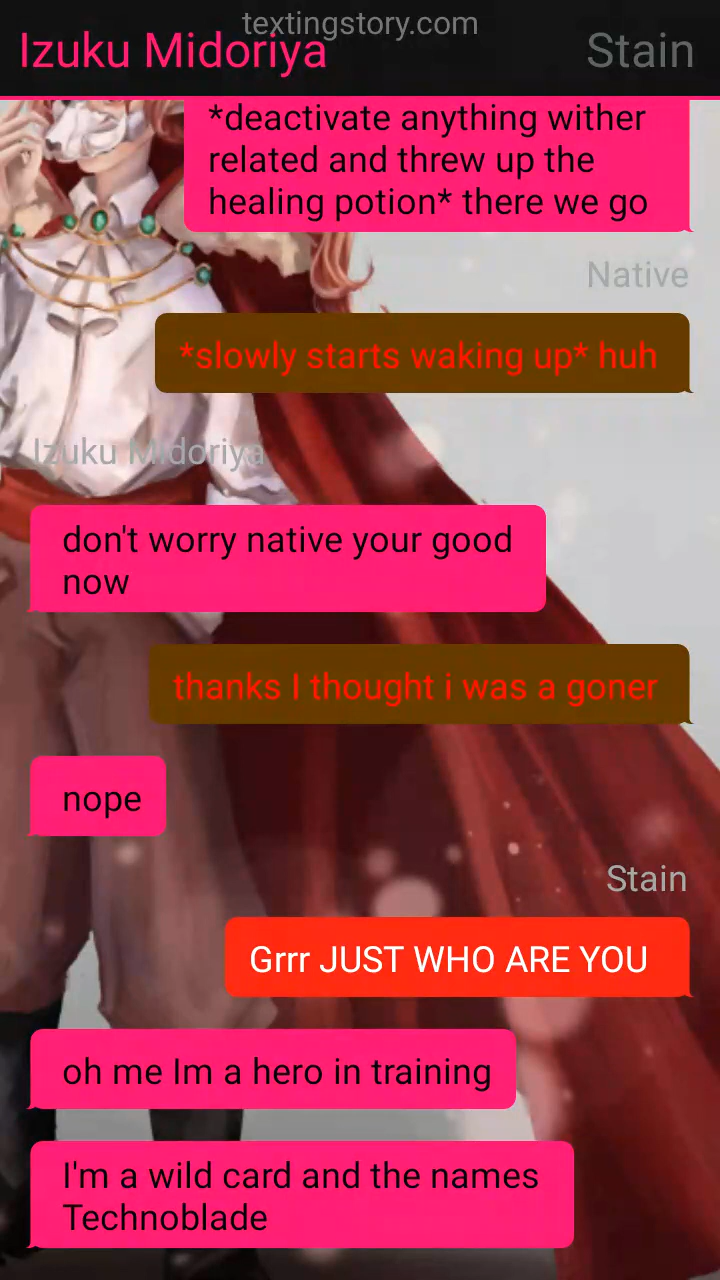 textingstory.com
Izuku Midoriya
Stain
*deactivate anything wither
related and threw up the
healing potion* there we go
Native
*slowly starts waking up* huh
Izuku Midoriya
don't worry native your good
now
thanks I thought i was a goner
nope
Stain
Grrr JUST WHO ARE YOU
oh me Im a hero in training
I'm a wild card and the names
Technoblade